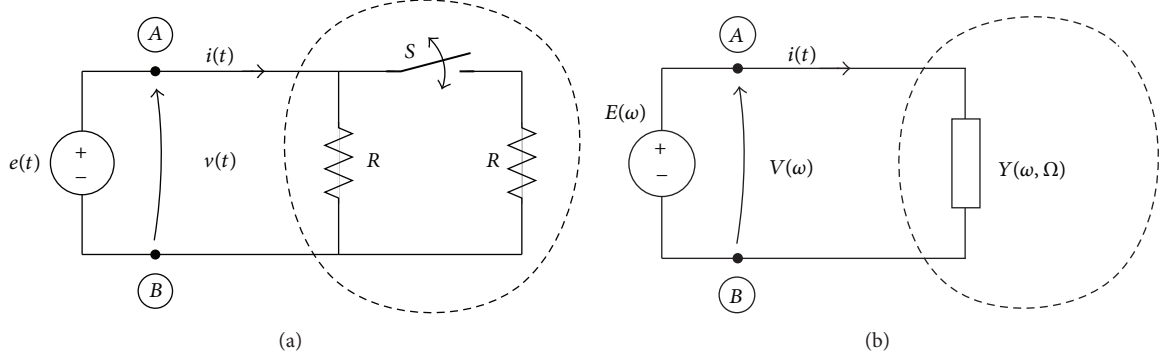 A
i(t)
S
e(t)
+
−
v(t)
R
R
B
(a)
A
i(t)
E(ω)
+
−
V(ω)
Y(ω, Ω)
B
(b)